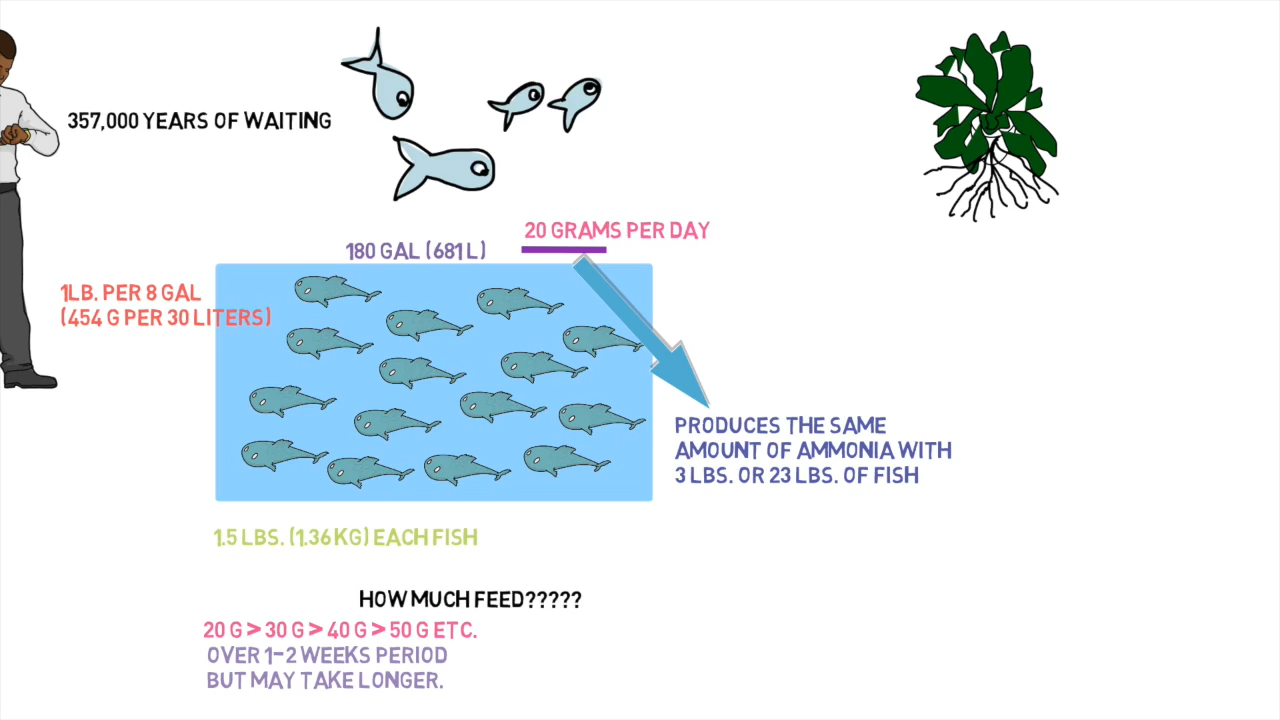 357,000 YEARS OF WAITING
20 GRAMS PER DAY
180 GAL (681 L)
1LB. PER 8 GAL
(454 G PER 30 LITERS)
PRODUCES THE SAME
AMOUNT OF AMMONIA WITH
3 LBS. OR 23 LBS. OF FISH
1.5 LBS. (1.36 KG) EACH FISH
HOW MUCH FEED?????
20 G > 30 G > 40 G > 50 G ETC.
OVER 1-2 WEEKS PERIOD
BUT MAY TAKE LONGER.